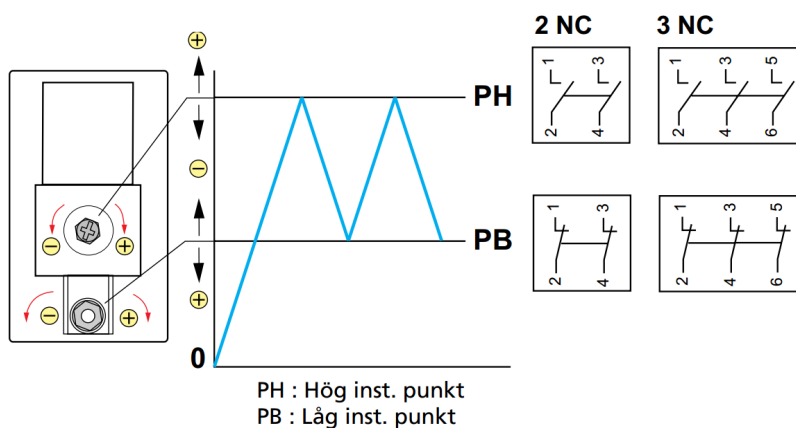 2 NC
3 NC
+
1 3
2 4
1 3 5
2 4 6
PH
−
− +
1 3
2 4
1 3 5
2 4 6
PB
+
− +
0
PH : Hög inst. punkt
PB : Låg inst. punkt